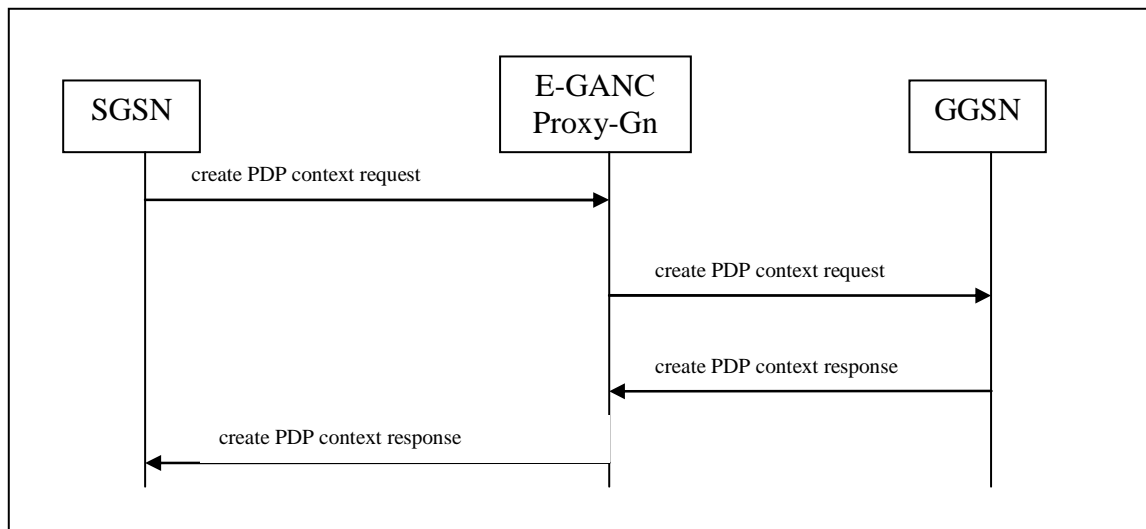 SGSN
E-GANC
Proxy-Gn
GGSN
create PDP context request
create PDP context request
create PDP context response
create PDP context response